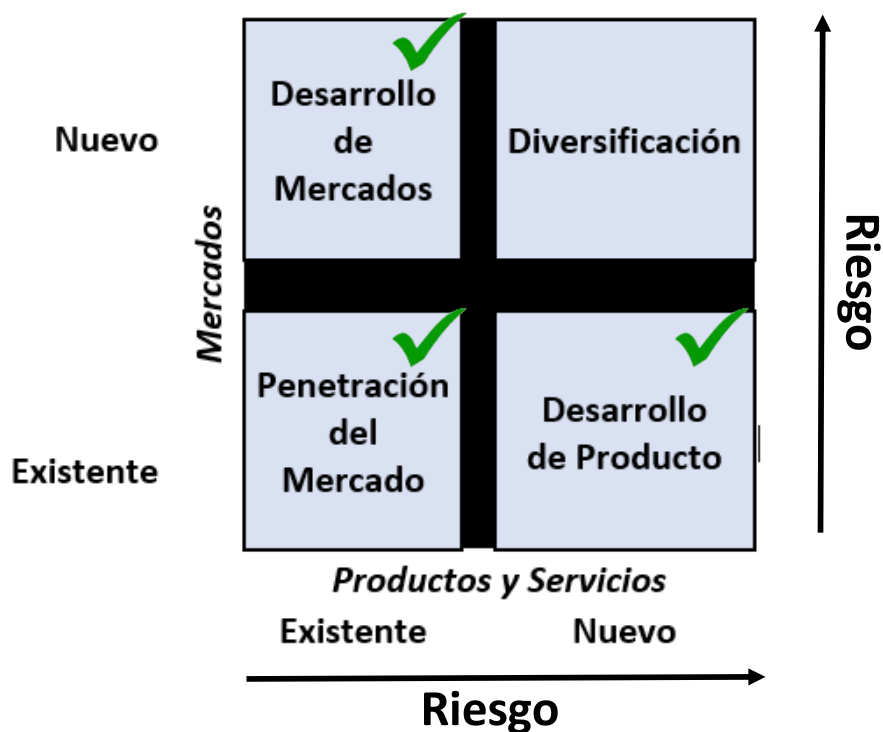 Nuevo
Mercados
Existente
Desarrollo
de
Mercados
Diversificación
Penetración
del
Mercado
Desarrollo
de Producto
Productos y Servicios
Existente
Nuevo
Riesgo
Riesgo